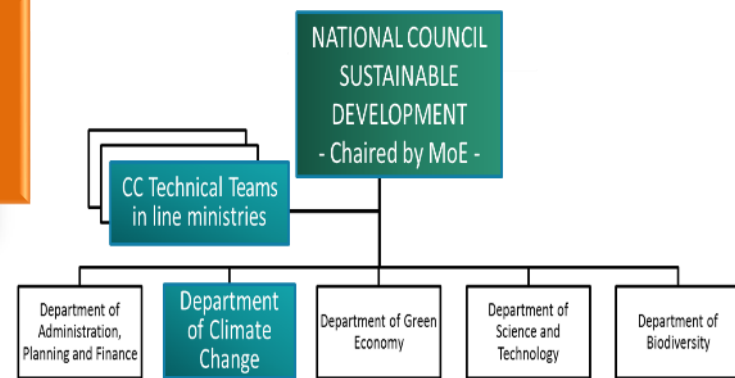 NATIONAL COUNCIL
SUSTAINABLE
DEVELOPMENT
- Chaired by MoE -
CC Technical Teams
in line ministries
Department of
Administration,
Planning and Finance
Department
of Climate
Change
Department of Green
Economy
Department of
Science and
Technology
Department of
Biodiversity